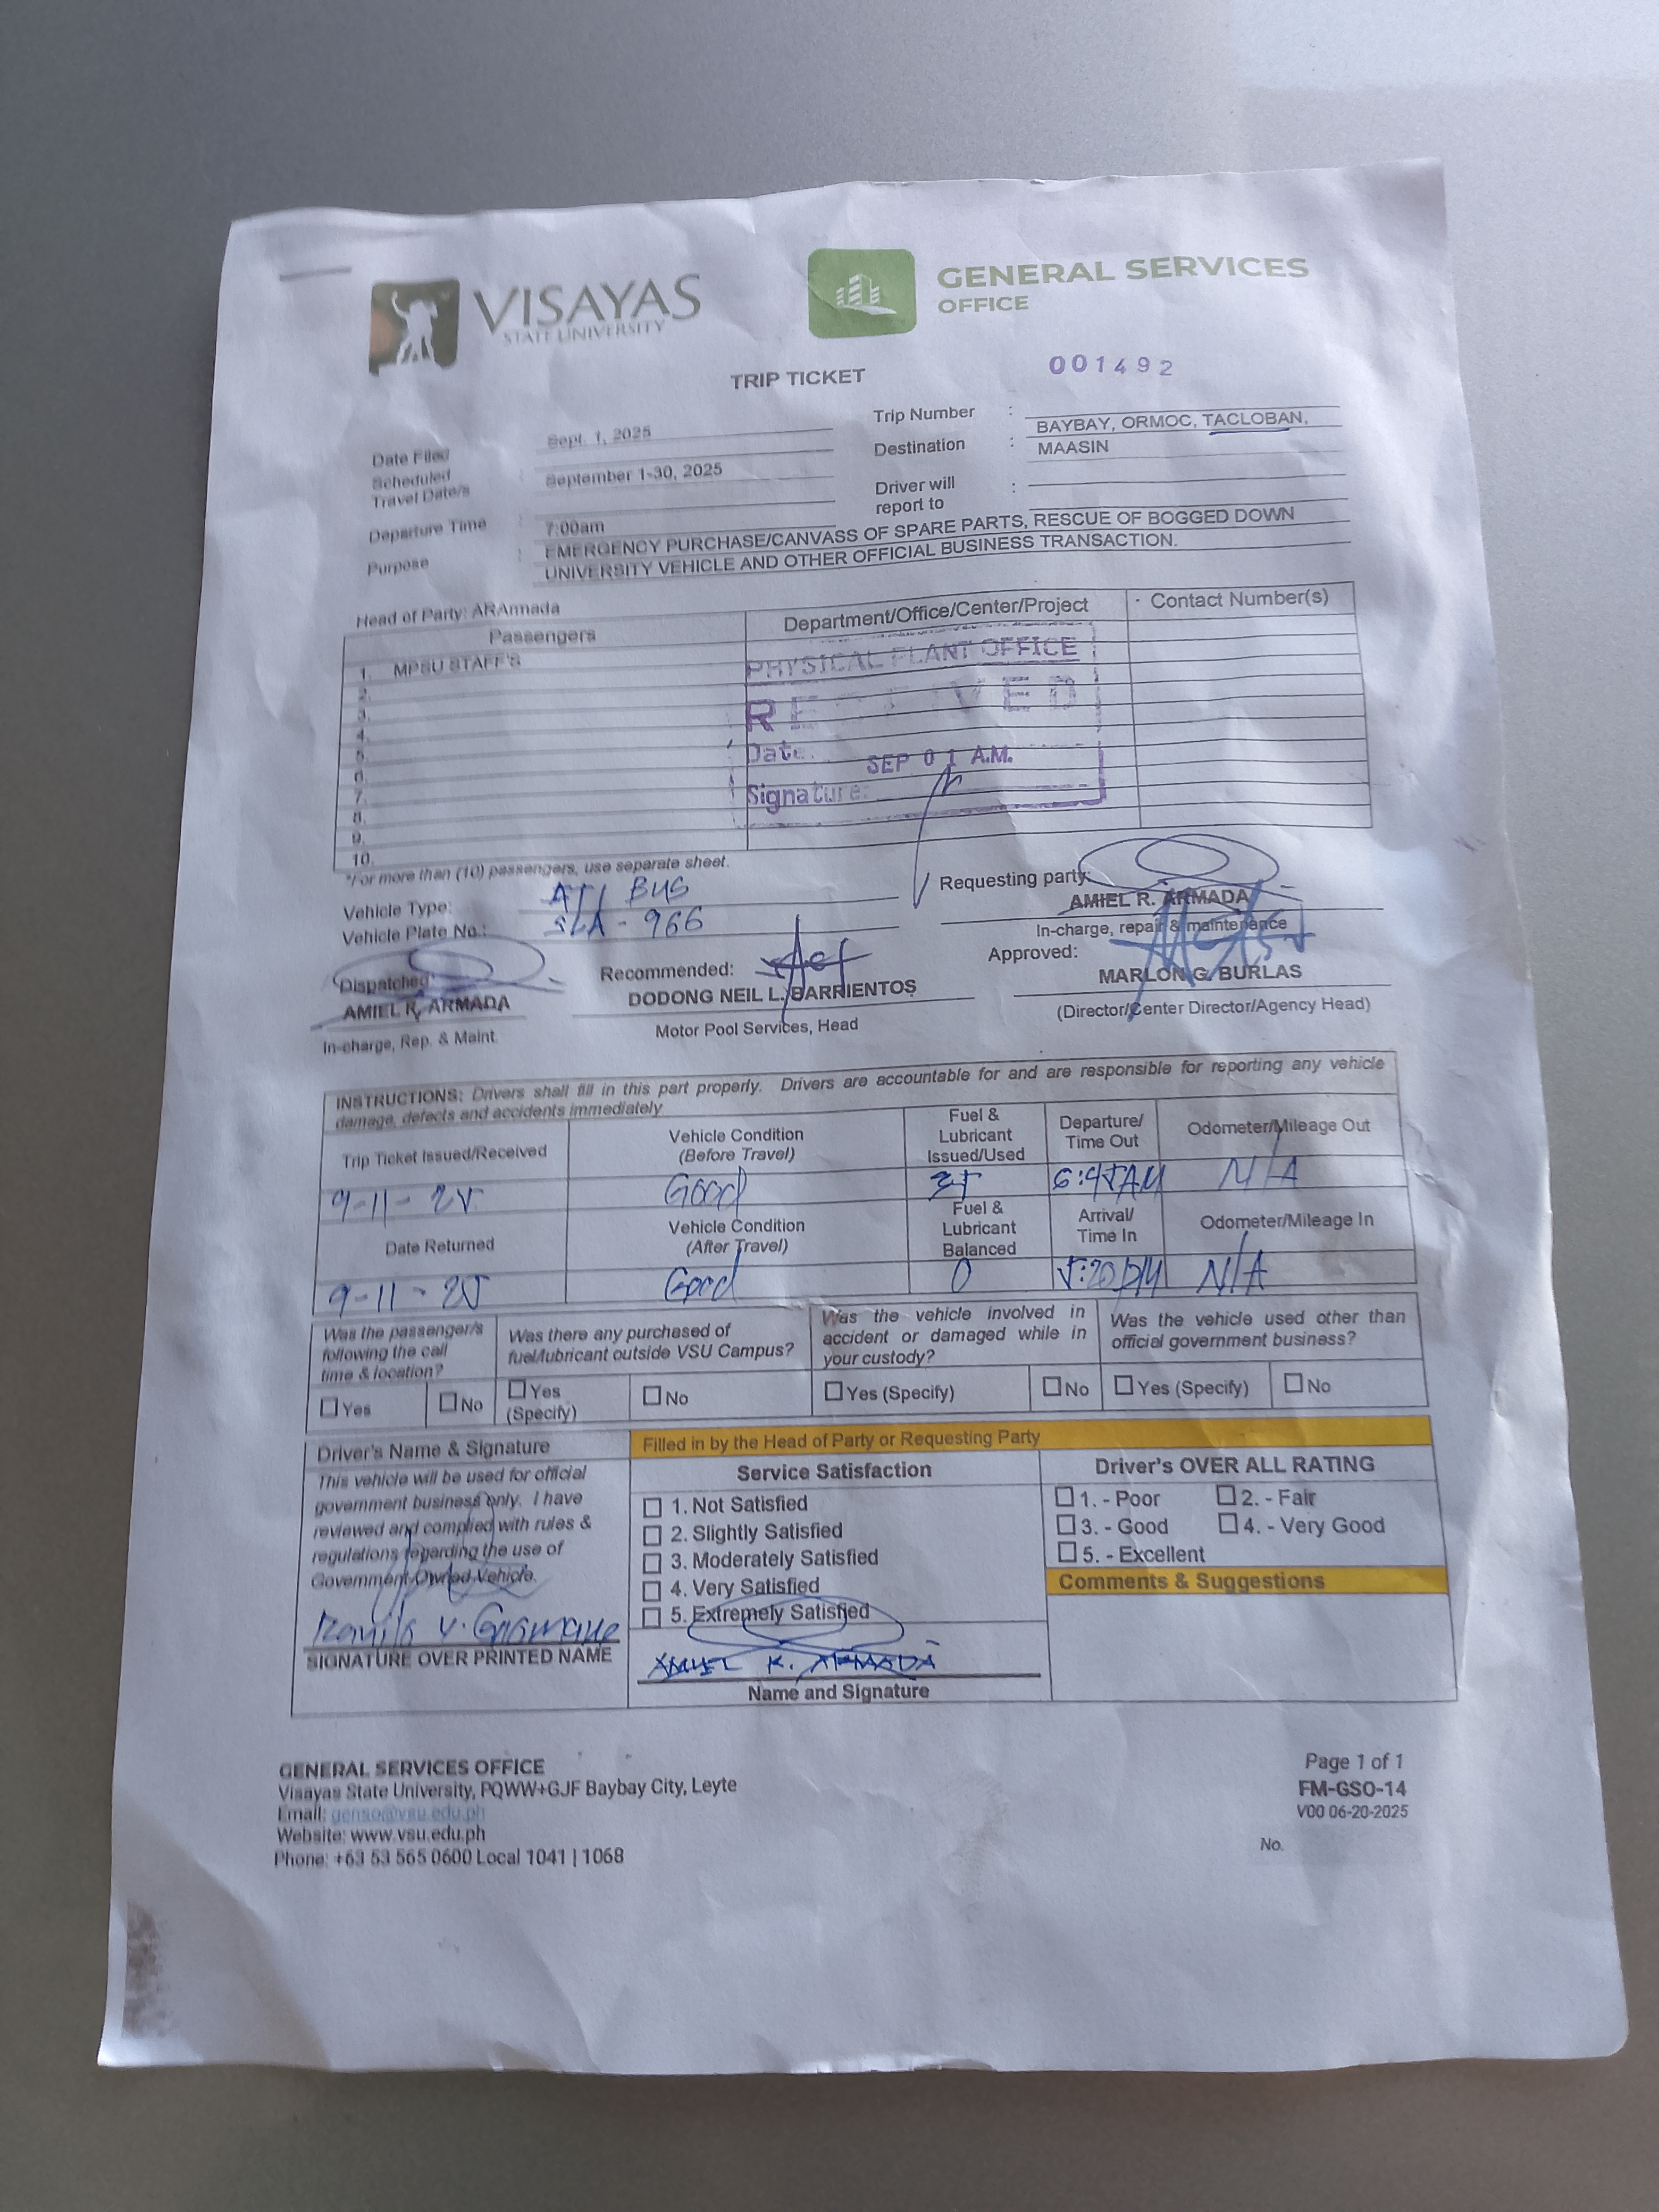 VISAYAS
STATE UNIVERSITY
GENERAL SERVICES
OFFICE
001492
TRIP TICKET
Date Filed Sept. 1, 2025
Trip Number :
Scheduled Travel Date/s : September 1-30, 2025
Destination : BAYBAY, ORMOC, TACLOBAN,
MAASIN
Departure Time : 7:00am
Driver will report to :
Purpose : EMERGENCY PURCHASE/CANVASS OF SPARE PARTS, RESCUE OF BOGGED DOWN
UNIVERSITY VEHICLE AND OTHER OFFICIAL BUSINESS TRANSACTION.
Head of Party: ARArmada
Passengers Department/Office/Center/Project Contact Number(s)
1. MPSU STAFF'S
2.
3.
4.
5.
6.
7.
8.
9.
10.
PHYSICAL PLANT OFFICE
RECEIVED
Date: SEP 01 A.M.
Signature:
*For more than (10) passengers, use separate sheet.
Vehicle Type: ATI BUS
Vehicle Plate No.: SLA - 966
Requesting party:
AMIEL R. ARMADA
In-charge, repair & maintenance
Dispatched
AMIEL R. ARMADA
In-charge, Rep. & Maint.
Recommended:
DODONG NEIL L. BARRIENTOS
Motor Pool Services, Head
Approved:
MARLON G. BURLAS
(Director/Center Director/Agency Head)
INSTRUCTIONS: Drivers shall fill in this part properly. Drivers are accountable for and are responsible for reporting any vehicle
damage, defects and accidents immediately
Trip Ticket Issued/Received
Vehicle Condition
(Before Travel)
Fuel &
Lubricant
Issued/Used
Departure/
Time Out
Odometer/Mileage Out
9-11-25 Good 6:45AM N/A
Date Returned
Vehicle Condition
(After Travel)
Fuel &
Lubricant
Balanced
Arrival/
Time In
Odometer/Mileage In
9-11-25 Good 0 5:20PM N/A
Was the passenger/s
following the call
time & location?
Was there any purchased of
fuel/lubricant outside VSU Campus?
Was the vehicle involved in
accident or damaged while in
your custody?
Was the vehicle used other than
official government business?
Yes No Yes (Specify) No Yes (Specify) No Yes (Specify) No
Driver's Name & Signature
This vehicle will be used for official
government business only. I have
reviewed and complied with rules &
regulations regarding the use of
Government-Owned Vehicle.
SIGNATURE OVER PRINTED NAME
Filled in by the Head of Party or Requesting Party
Service Satisfaction
1. Not Satisfied
2. Slightly Satisfied
3. Moderately Satisfied
4. Very Satisfied
5. Extremely Satisfied
AMIEL R. ARMADA
Name and Signature
Driver's OVER ALL RATING
1. - Poor 2. - Fair
3. - Good 4. - Very Good
5. - Excellent
Comments & Suggestions
GENERAL SERVICES OFFICE
Visayas State University, PQWW+GJF Baybay City, Leyte
Email: genso@vsu.edu.ph
Website: www.vsu.edu.ph
Phone: +63 53 565 0600 Local 1041 | 1068
Page 1 of 1
FM-GSO-14
V00 06-20-2025
No.